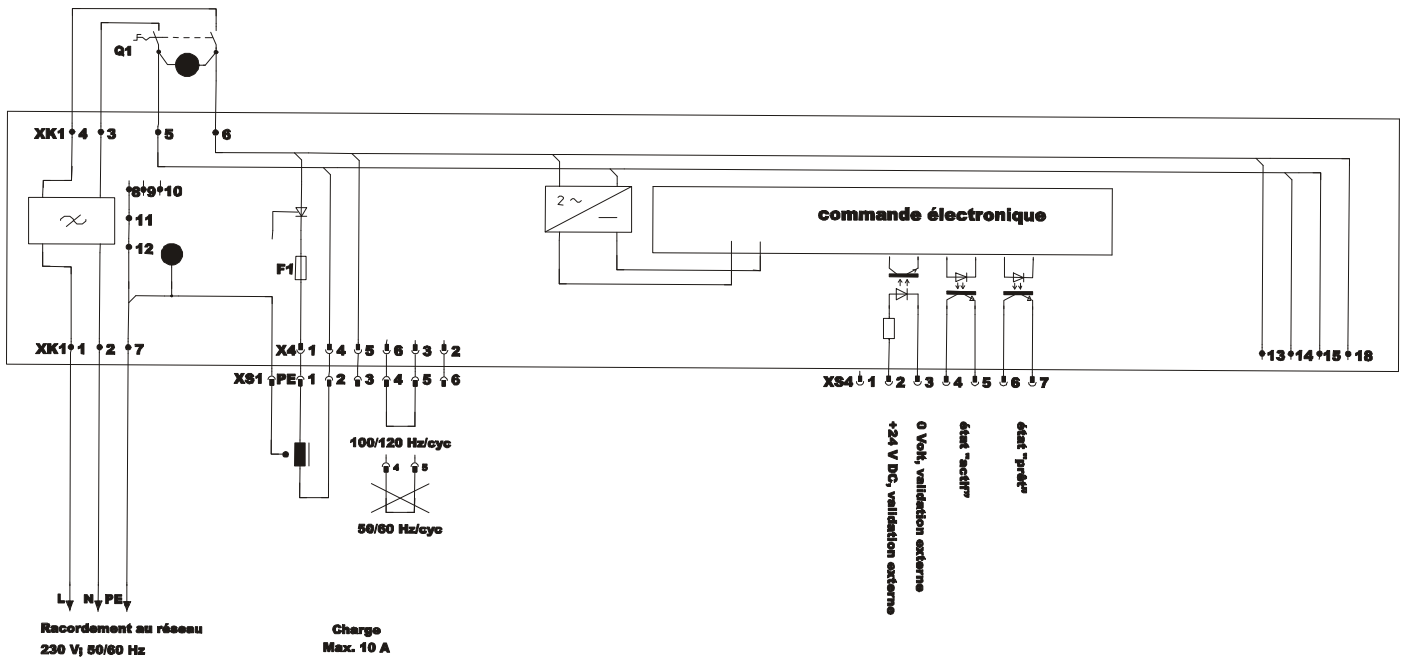 Q1
XK1 4 3 5 6
8 9 10
11
12
F1
2 ~
commande électronique
XK1 1 2 7
X4 1 4 5 6 3 2
13 14 15 18
XS1 PE 1 2 3 4 5 6
XS4 1 2 3 4 5 6 7
100/120 Hz/cyc
4 5
50/60 Hz/cyc
+24 V DC, validation externe
0 Volt, validation externe
état "actif"
état "prêt"
L N PE
Racordement au réseau
230 V; 50/60 Hz
Charge
Max. 10 A